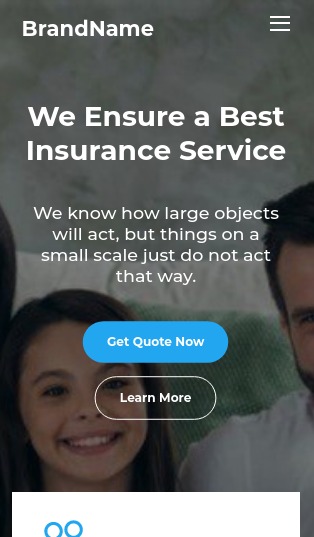 BrandName
We Ensure a Best
Insurance Service
We know how large objects
will act, but things on a
small scale just do not act
that way.
Get Quote Now
Learn More